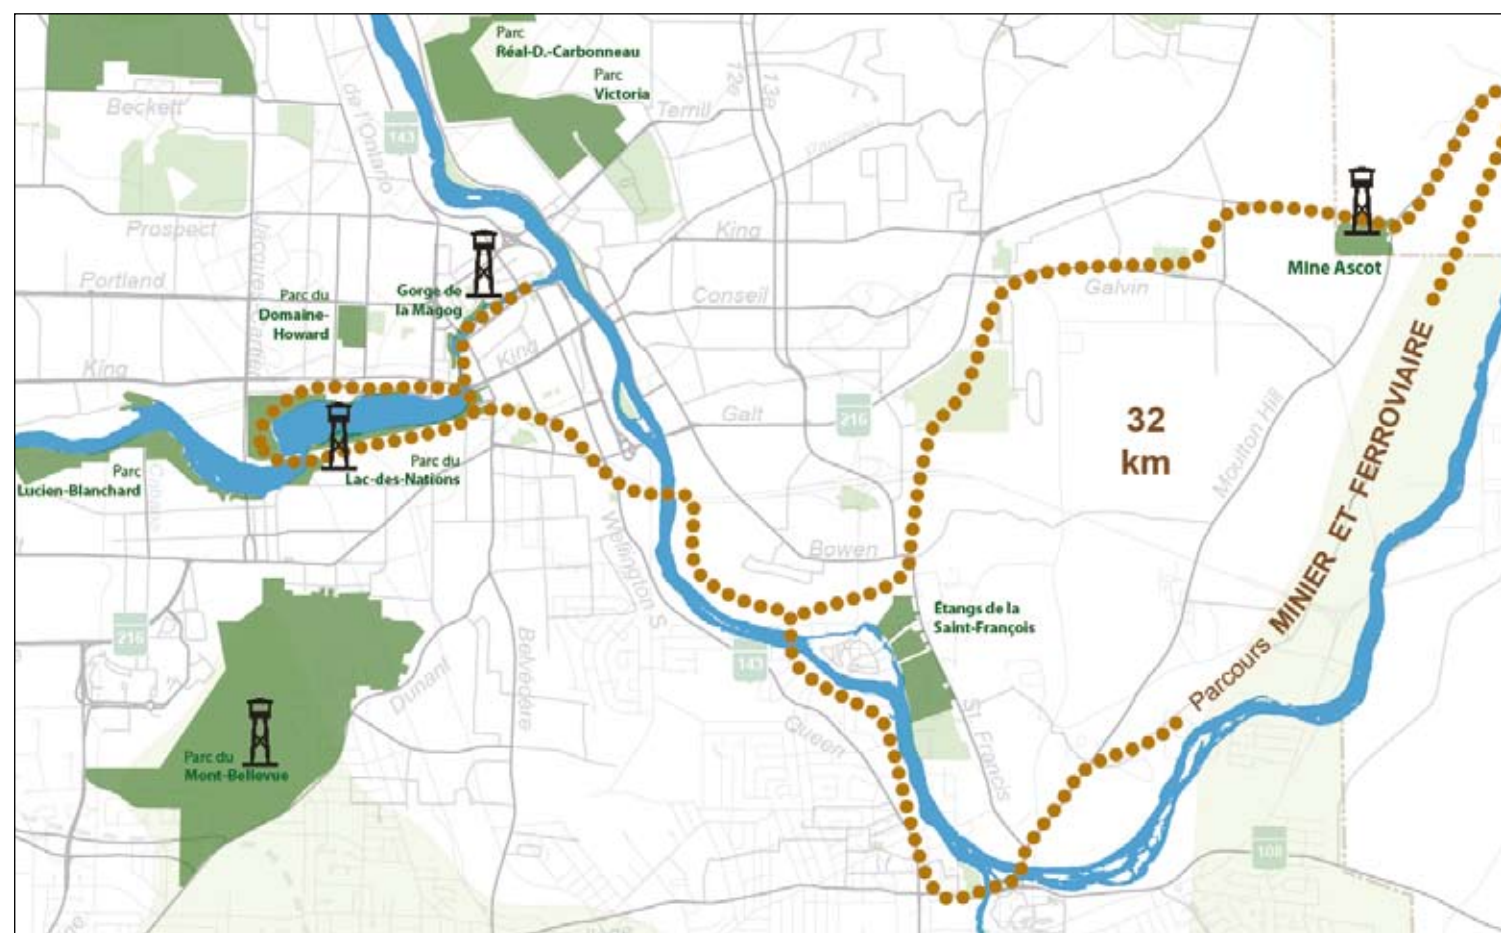 Parc
Réal-D.-Carbonneau
Parc
Victoria
Beckett
de l'Ontario
143
Terrill
12e
13e
Prospect
King
Portland
Jacques-Cartier
Parc du
Domaine-
Howard
Gorge de
la Magog
Conseil
Galvin
Mine Ascot
King
King
Galt
216
32
km
Moulton Hill
Parc
Lucien-Blanchard
Parc du
Lac-des-Nations
Wellington S
Bowen
Parcours MINIER ET FERROVIAIRE
Étangs de la
Saint-François
216
143
Dunant
Belvédère
Queen
St. Francis
Parc du
Mont-Bellevue
108